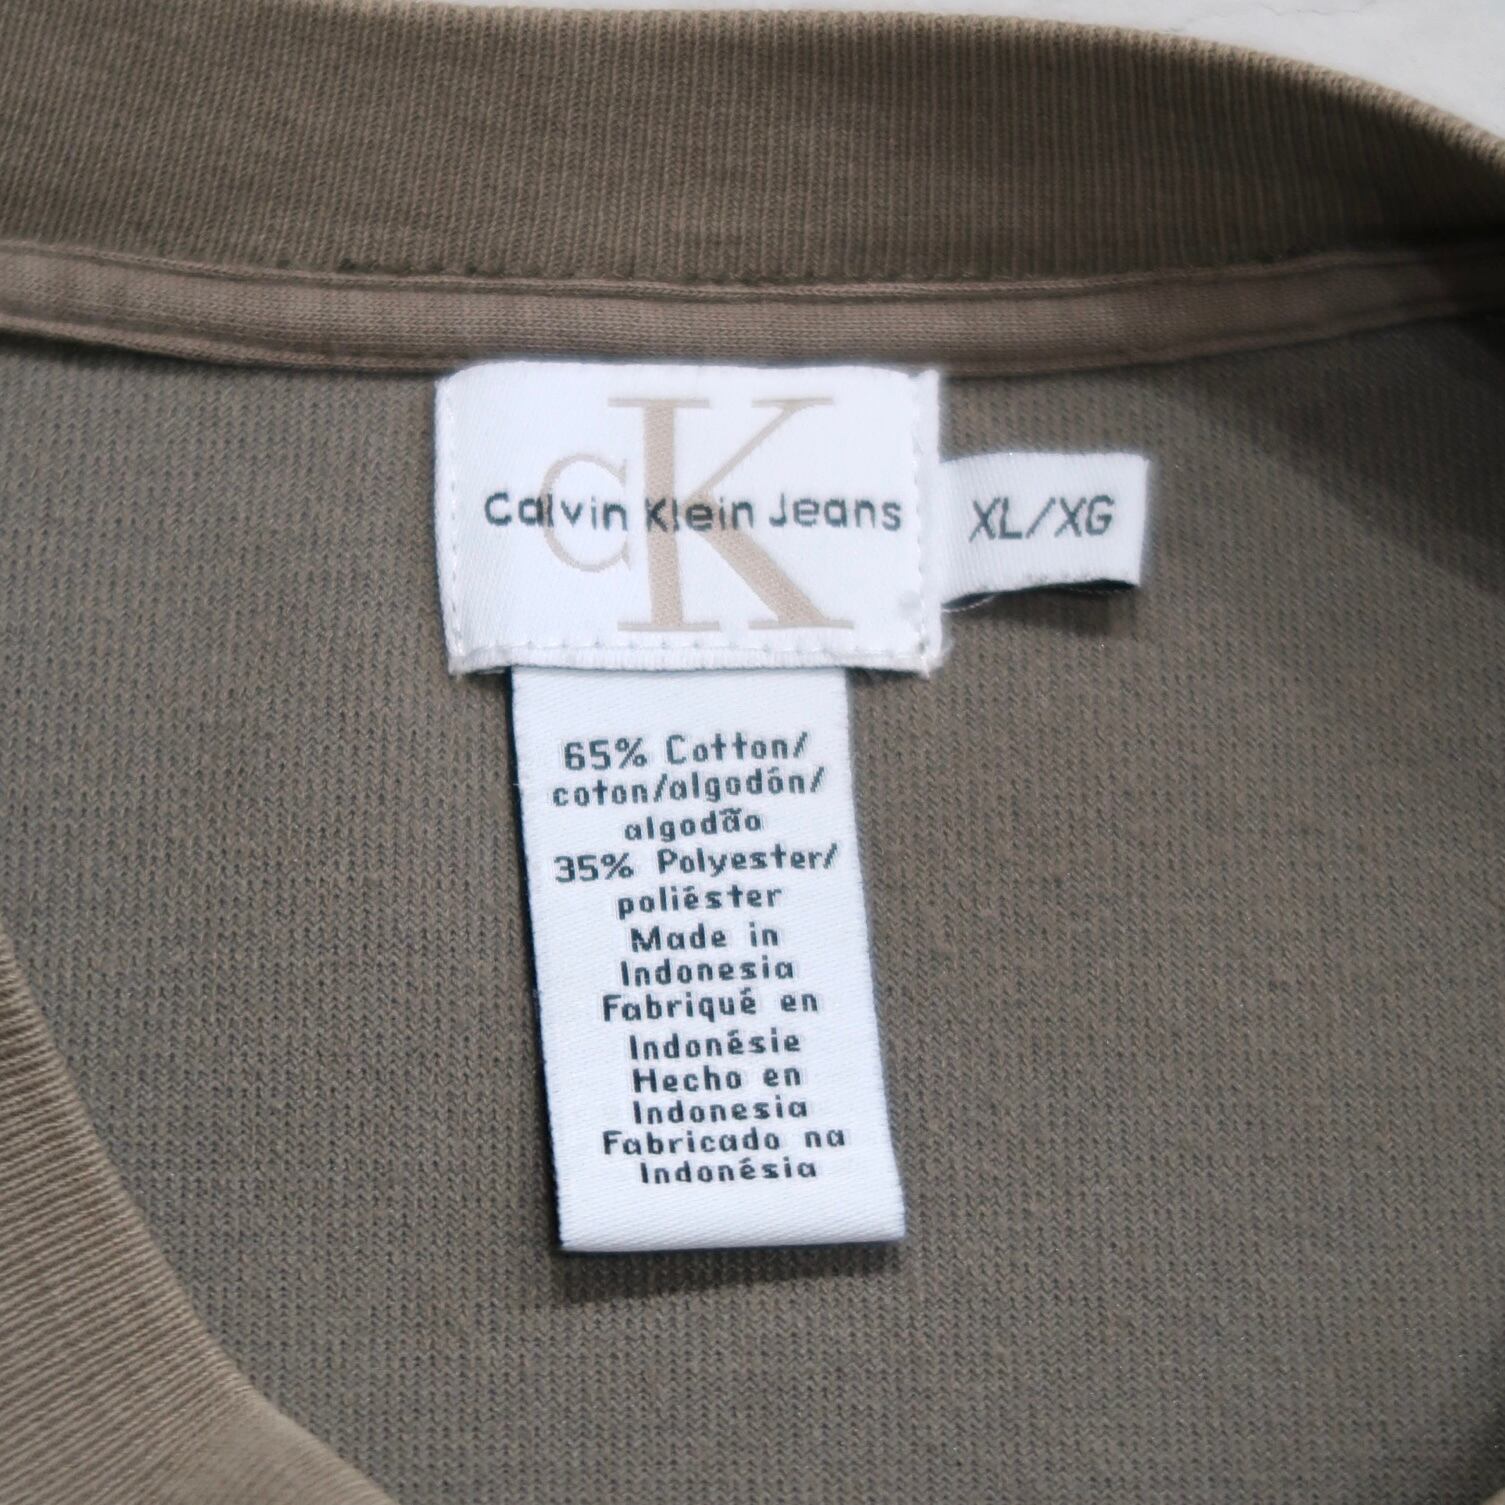 cK
Calvin Klein Jeans
XL/XG
65% Cotton/
coton/algodón/
algodão
35% Polyester/
poliéster
Made in
Indonesia
Fabriqué en
Indonésie
Hecho en
Indonesia
Fabricado na
Indonésia